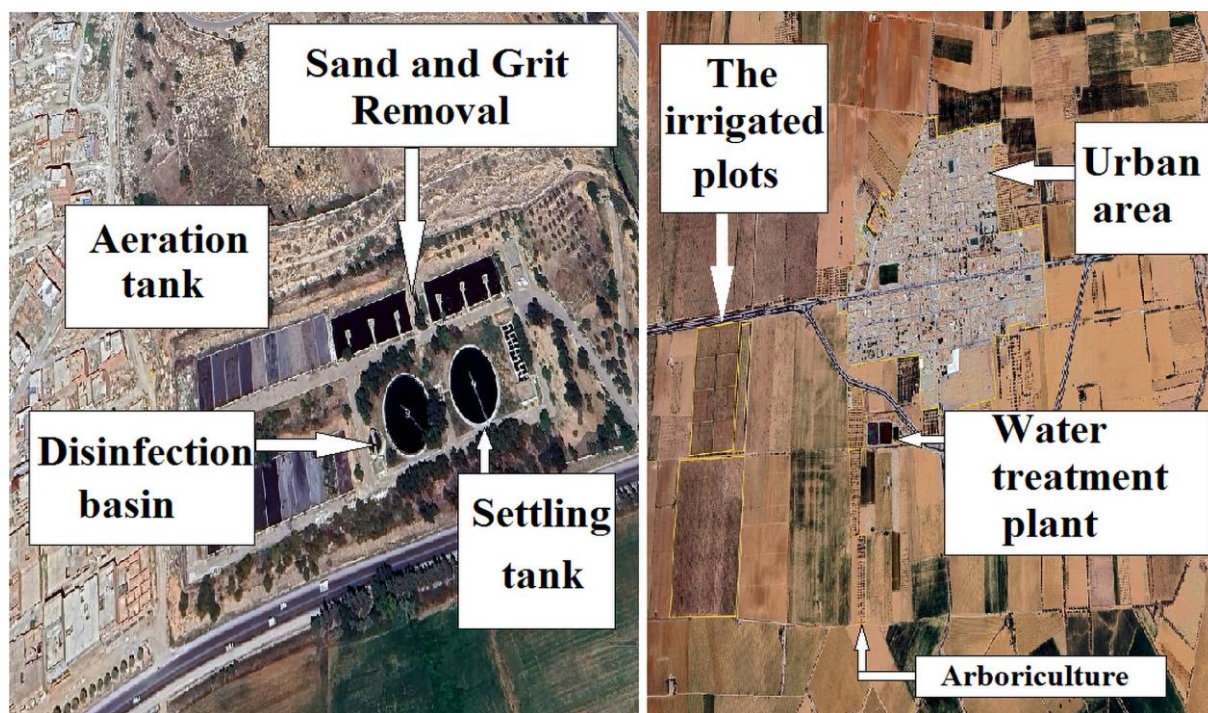 Sand and Grit
Removal
Aeration
tank
Disinfection
basin
Settling
tank
The
irrigated
plots
Urban
area
Water
treatment
plant
Arboriculture